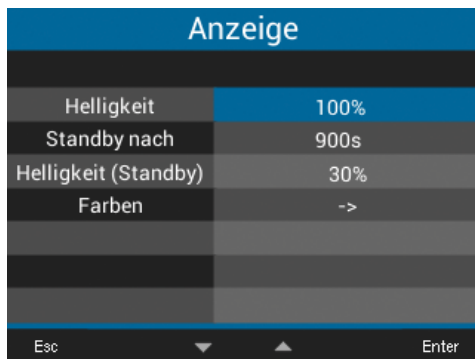 Anzeige
Helligkeit 100%
Standby nach 900s
Helligkeit (Standby) 30%
Farben ->
Esc Enter